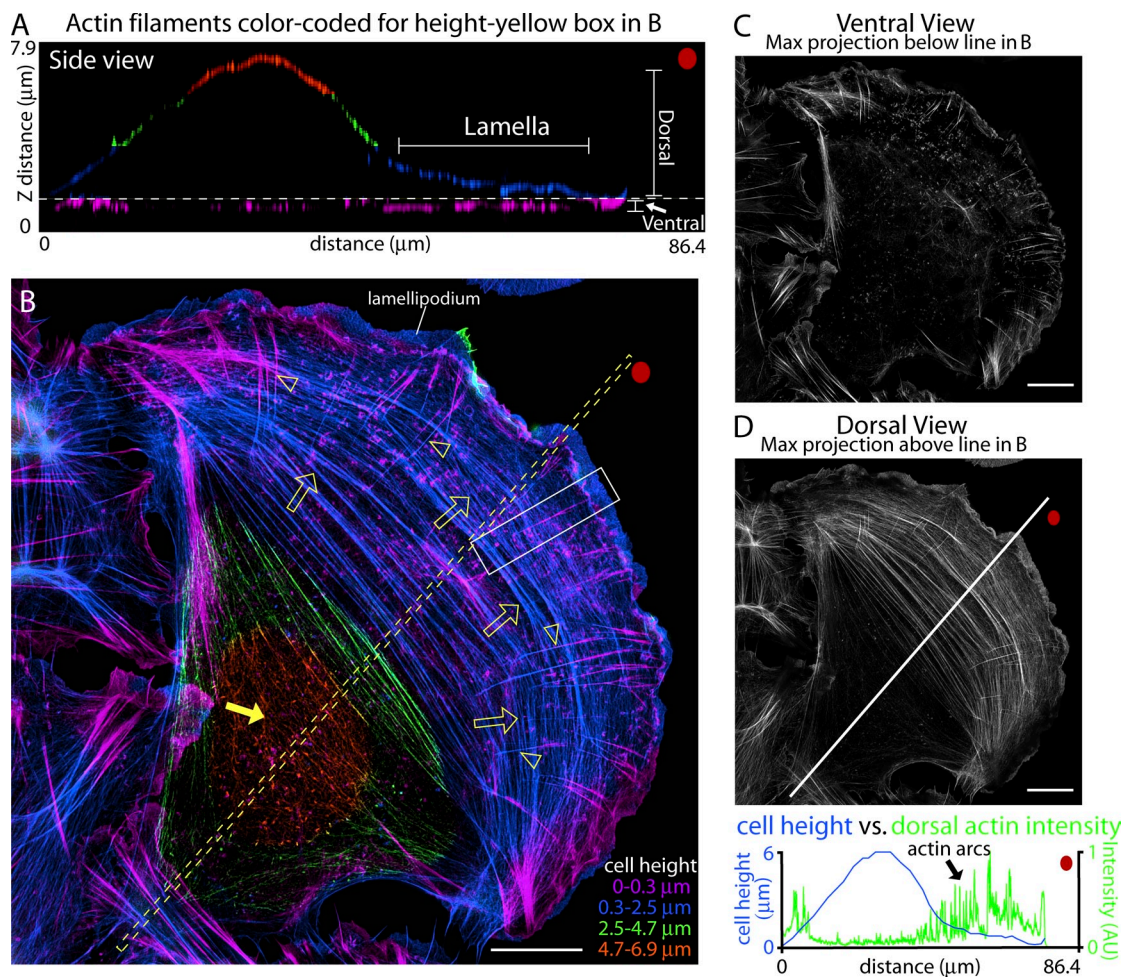 A
Actin filaments color-coded for height-yellow box in B
7.9
Side view
Z distance (μm)
Lamella
Dorsal
0
Ventral
0
distance (μm)
86.4
B
lamellipodium
cell height
0-0.3 μm
0.3-2.5 μm
2.5-4.7 μm
4.7-6.9 μm
C
Ventral View
Max projection below line in B
D
Dorsal View
Max projection above line in B
cell height vs. dorsal actin intensity
actin arcs
6
1
cell height
(μm)
Intensity
(AU)
0
0
0
distance (μm)
86.4